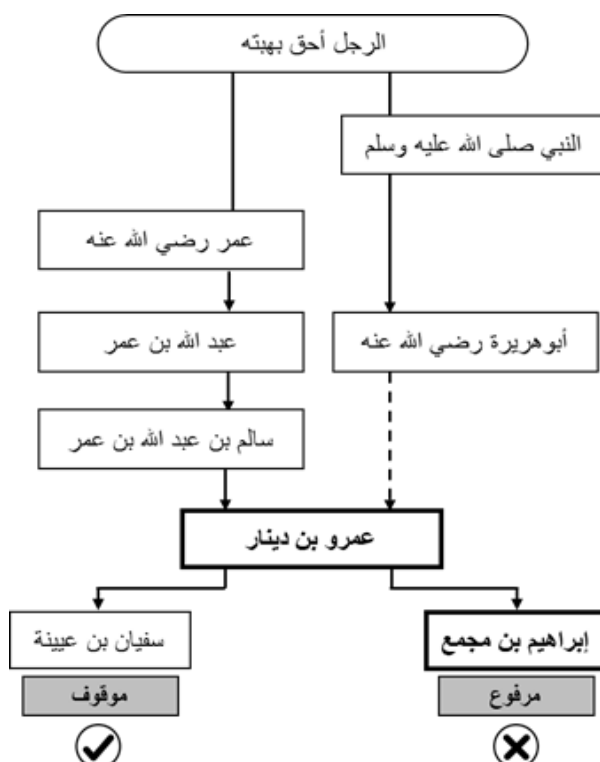 الرجل أحق بهبته
النبي صلى الله عليه وسلم
عمر رضي الله عنه
أبوهريرة رضي الله عنه
عبد الله بن عمر
سالم بن عبد الله بن عمر
عمرو بن دينار
إبراهيم بن مجمع
سفيان بن عيينة
مرفوع
موقوف